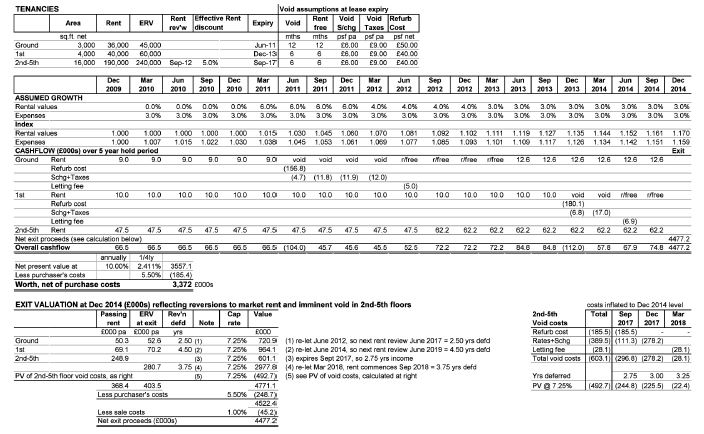 TENANCIES Void assumptions at lease expiry
Area Rent ERV Rent rev'w Effective Rent discount Expiry Void Rent free Void S/chg Void Taxes Refurb Cost
sq.ft. net mths mths psf pa psf pa psf net
Ground 3,000 36,000 45,000 Jun-11 12 12 £6.00 £9.00 £50.00
1st 4,000 40,000 60,000 Dec-13 6 6 £6.00 £9.00 £40.00
2nd-5th 16,000 190,000 240,000 Sep-12 5.0% Sep-17 6 6 £6.00 £9.00 £40.00
Dec 2009 Mar 2010 Jun 2010 Sep 2010 Dec 2010 Mar 2011 Jun 2011 Sep 2011 Dec 2011 Mar 2012 Jun 2012 Sep 2012 Dec 2012 Mar 2013 Jun 2013 Sep 2013 Dec 2013 Mar 2014 Jun 2014 Sep 2014 Dec 2014
ASSUMED GROWTH
Rental values 0.0% 0.0% 0.0% 0.0% 6.0% 6.0% 6.0% 6.0% 4.0% 4.0% 4.0% 4.0% 3.0% 3.0% 3.0% 3.0% 3.0% 3.0% 3.0% 3.0%
Expenses 3.0% 3.0% 3.0% 3.0% 3.0% 3.0% 3.0% 3.0% 3.0% 3.0% 3.0% 3.0% 3.0% 3.0% 3.0% 3.0% 3.0% 3.0% 3.0% 3.0%
Index
Rental values 1.000 1.000 1.000 1.000 1.000 1.015 1.030 1.045 1.060 1.070 1.081 1.092 1.102 1.111 1.119 1.127 1.135 1.144 1.152 1.161 1.170
Expenses 1.000 1.007 1.015 1.022 1.030 1.038 1.045 1.053 1.061 1.069 1.077 1.085 1.093 1.101 1.109 1.117 1.126 1.134 1.142 1.151 1.159
CASHFLOW (£000s) over 5 year hold period Exit
Ground Rent 9.0 9.0 9.0 9.0 9.0 9.0 void void void void r/free r/free r/free r/free 12.6 12.6 12.6 12.6 12.6 12.6
Refurb cost (156.8)
Schg+Taxes (4.7) (11.8) (11.9) (12.0)
Letting fee (5.0)
1st Rent 10.0 10.0 10.0 10.0 10.0 10.0 10.0 10.0 10.0 10.0 10.0 10.0 10.0 10.0 10.0 10.0 void void r/free r/free
Refurb cost (180.1)
Schg+Taxes (6.8) (17.0)
Letting fee (6.9)
2nd-5th Rent 47.5 47.5 47.5 47.5 47.5 47.5 47.5 47.5 47.5 47.5 47.5 62.2 62.2 62.2 62.2 62.2 62.2 62.2 62.2 62.2
Net exit proceeds (see calculation below) 4477.2
Overall cashflow 66.5 66.5 66.5 66.5 66.5 66.5 (104.0) 45.7 45.6 45.5 52.5 72.2 72.2 72.2 84.8 84.8 (112.0) 57.8 67.9 74.8 4477.2
annually 1/4ly
Net present value at 10.00% 2.411% 3557.1
Less purchaser's costs 5.50% (185.4)
Worth, net of purchase costs 3,372 £000s
EXIT VALUATION at Dec 2014 (£000s) reflecting reversions to market rent and imminent void in 2nd-5th floors
Passing rent ERV at exit Rev'n defd Note Cap rate Value
£000 pa £000 pa yrs £000
Ground 50.3 52.6 2.50 (1) 7.25% 720.9 (1) re-let June 2012, so next rent review June 2017 = 2.50 yrs defd
1st 69.1 70.2 4.50 (2) 7.25% 964.1 (2) re-let June 2014, so next rent review June 2019 = 4.50 yrs defd
2nd-5th 248.9 (3) 7.25% 601.1 (3) expires Sept 2017, so 2.75 yrs income
280.7 3.75 (4) 7.25% 2977.8 (4) re-let Mar 2018, rent commences Sep 2018 = 3.75 yrs defd
PV of 2nd-5th floor void costs, as right (5) 7.25% (492.7) (5) see PV of void costs, calculated at right
368.4 403.5 4771.1
Less purchaser's costs 5.50% (248.7)
4522.4
Less sale costs 1.00% (45.2)
Net exit proceeds (£000s) 4477.2
costs inflated to Dec 2014 level
2nd-5th Void costs Total Sep 2017 Dec 2017 Mar 2018
Refurb cost (185.5) (185.5) - -
Rates+Schg (389.5) (111.3) (278.2)
Letting fee (28.1) (28.1)
Total void costs (603.1) (296.8) (278.2) (28.1)
Yrs deferred 2.75 3.00 3.25
PV @ 7.25% (492.7) (244.8) (225.5) (22.4)